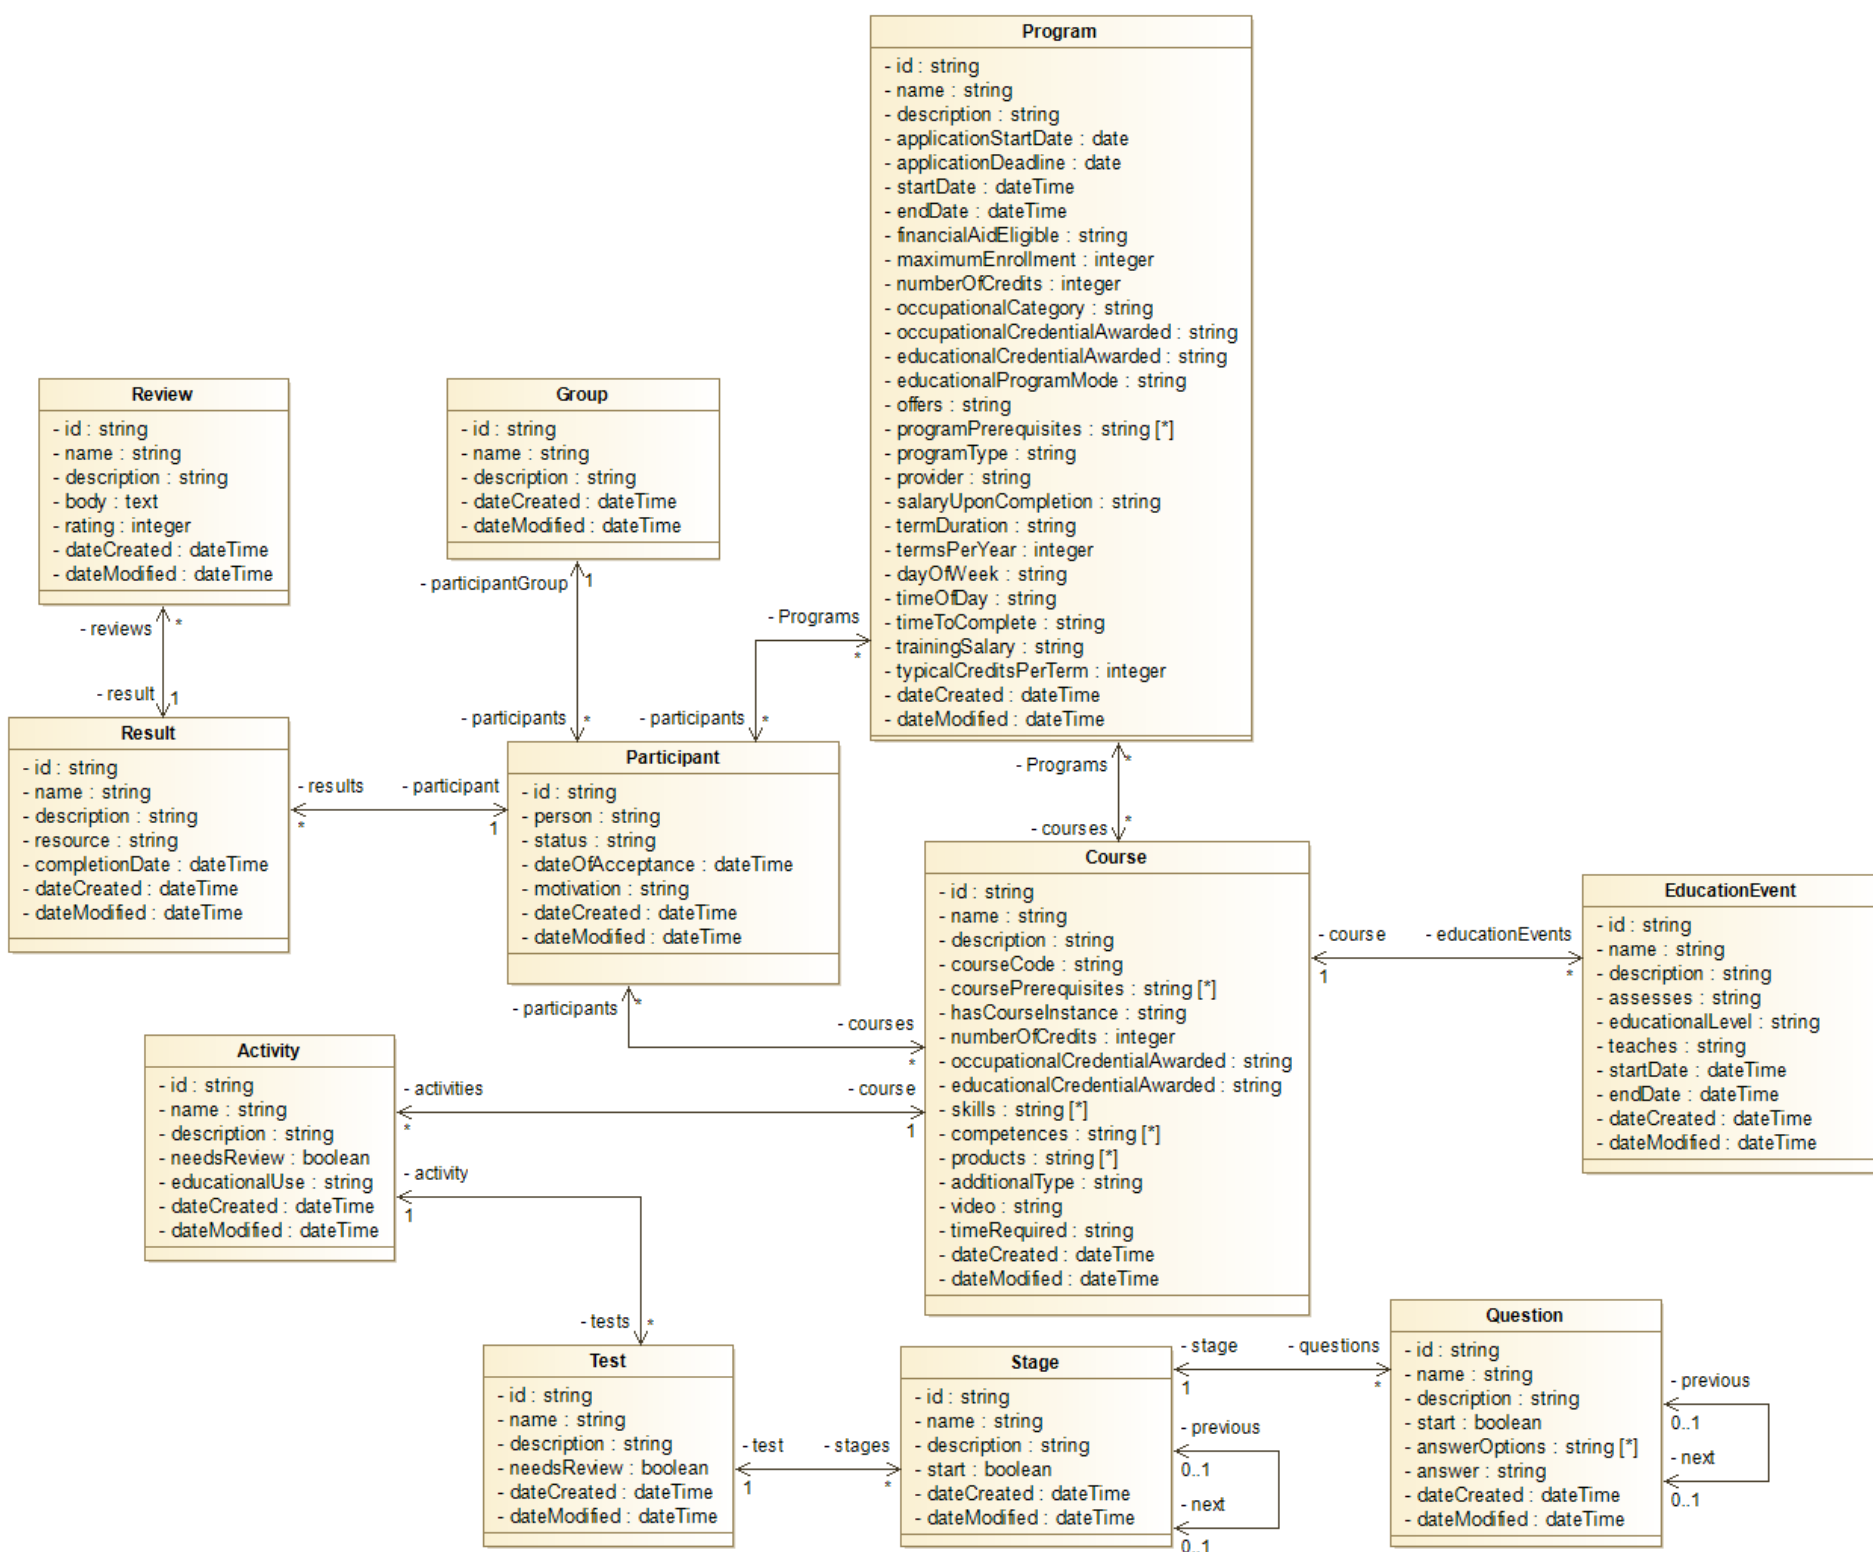 Program
- id : string
- name : string
- description : string
- applicationStartDate : date
- applicationDeadline : date
- startDate : dateTime
- endDate : dateTime
- financialAidEligible : string
- maximumEnrollment : integer
- numberOfCredits : integer
- occupationalCategory : string
- occupationalCredentialAwarded : string
- educationalCredentialAwarded : string
- educationalProgramMode : string
- offers : string
- programPrerequisites : string [*]
- programType : string
- provider : string
- salaryUponCompletion : string
- termDuration : string
- termsPerYear : integer
- dayOfWeek : string
- timeOfDay : string
- timeToComplete : string
- trainingSalary : string
- typicalCreditsPerTerm : integer
- dateCreated : dateTime
- dateModified : dateTime
Review
- id : string
- name : string
- description : string
- body : text
- rating : integer
- dateCreated : dateTime
- dateModified : dateTime
Group
- id : string
- name : string
- description : string
- dateCreated : dateTime
- dateModified : dateTime
- participantGroup
1
- participants
*
- Programs
*
- participants
*
- reviews
*
- result
1
Result
- id : string
- name : string
- description : string
- resource : string
- completionDate : dateTime
- dateCreated : dateTime
- dateModified : dateTime
- results
*
- participant
1
Participant
- id : string
- person : string
- status : string
- dateOfAcceptance : dateTime
- motivation : string
- dateCreated : dateTime
- dateModified : dateTime
- Programs
*
- courses
*
Course
- id : string
- name : string
- description : string
- courseCode : string
- coursePrerequisites : string [*]
- hasCourseInstance : string
- numberOfCredits : integer
- occupationalCredentialAwarded : string
- educationalCredentialAwarded : string
- skills : string [*]
- competences : string [*]
- products : string [*]
- additionalType : string
- video : string
- timeRequired : string
- dateCreated : dateTime
- dateModified : dateTime
- course
1
- educationEvents
*
EducationEvent
- id : string
- name : string
- description : string
- assesses : string
- educationalLevel : string
- teaches : string
- startDate : dateTime
- endDate : dateTime
- dateCreated : dateTime
- dateModified : dateTime
- participants
*
- courses
*
Activity
- id : string
- name : string
- description : string
- needsReview : boolean
- educationalUse : string
- dateCreated : dateTime
- dateModified : dateTime
- activities
*
- course
1
- activity
1
- tests
*
Test
- id : string
- name : string
- description : string
- needsReview : boolean
- dateCreated : dateTime
- dateModified : dateTime
- test
1
- stages
*
Stage
- id : string
- name : string
- description : string
- start : boolean
- dateCreated : dateTime
- dateModified : dateTime
- stage
1
- questions
*
- previous
0..1
- next
0..1
Question
- id : string
- name : string
- description : string
- start : boolean
- answerOptions : string [*]
- answer : string
- dateCreated : dateTime
- dateModified : dateTime
- previous
0..1
- next
0..1